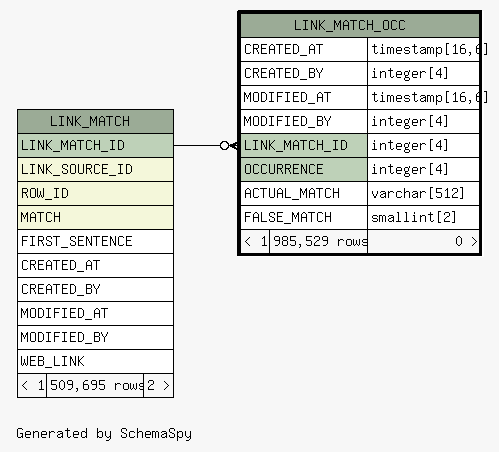 LINK_MATCH_OCC
CREATED_AT timestamp[16,6]
CREATED_BY integer[4]
MODIFIED_AT timestamp[16,6]
MODIFIED_BY integer[4]
LINK_MATCH_ID integer[4]
OCCURRENCE integer[4]
ACTUAL_MATCH varchar[512]
FALSE_MATCH smallint[2]
< 1 985,529 rows 0 >
LINK_MATCH
LINK_MATCH_ID
LINK_SOURCE_ID
ROW_ID
MATCH
FIRST_SENTENCE
CREATED_AT
CREATED_BY
MODIFIED_AT
MODIFIED_BY
WEB_LINK
< 1 509,695 rows 2 >
Generated by SchemaSpy